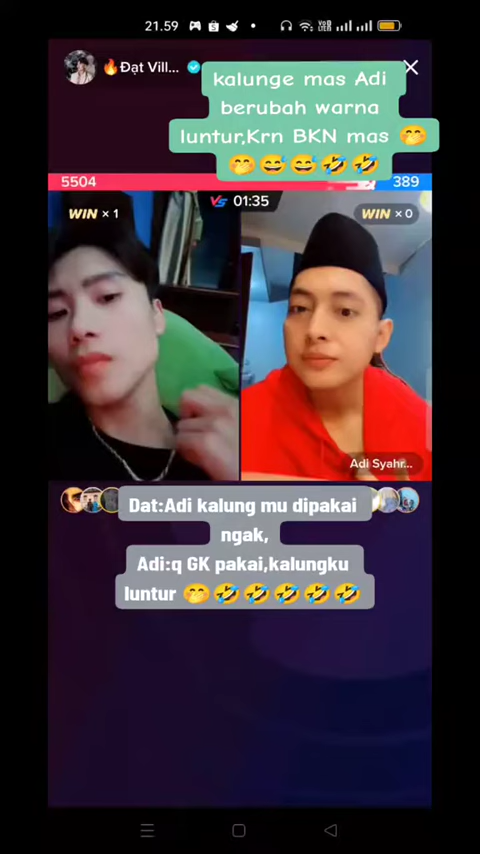 21.59
🔥Đạt Vill...
kalunge mas Adi
berubah warna
luntur,Krn BKN mas 🤭
🤭😅😅🤣🤣
5504
389
WIN × 1
VS 01:35
WIN × 0
Adi Syahr...
Dat:Adi kalung mu dipakai
ngak,
Adi:q GK pakai,kalungku
luntur 🤭🤣🤣🤣🤣🤣